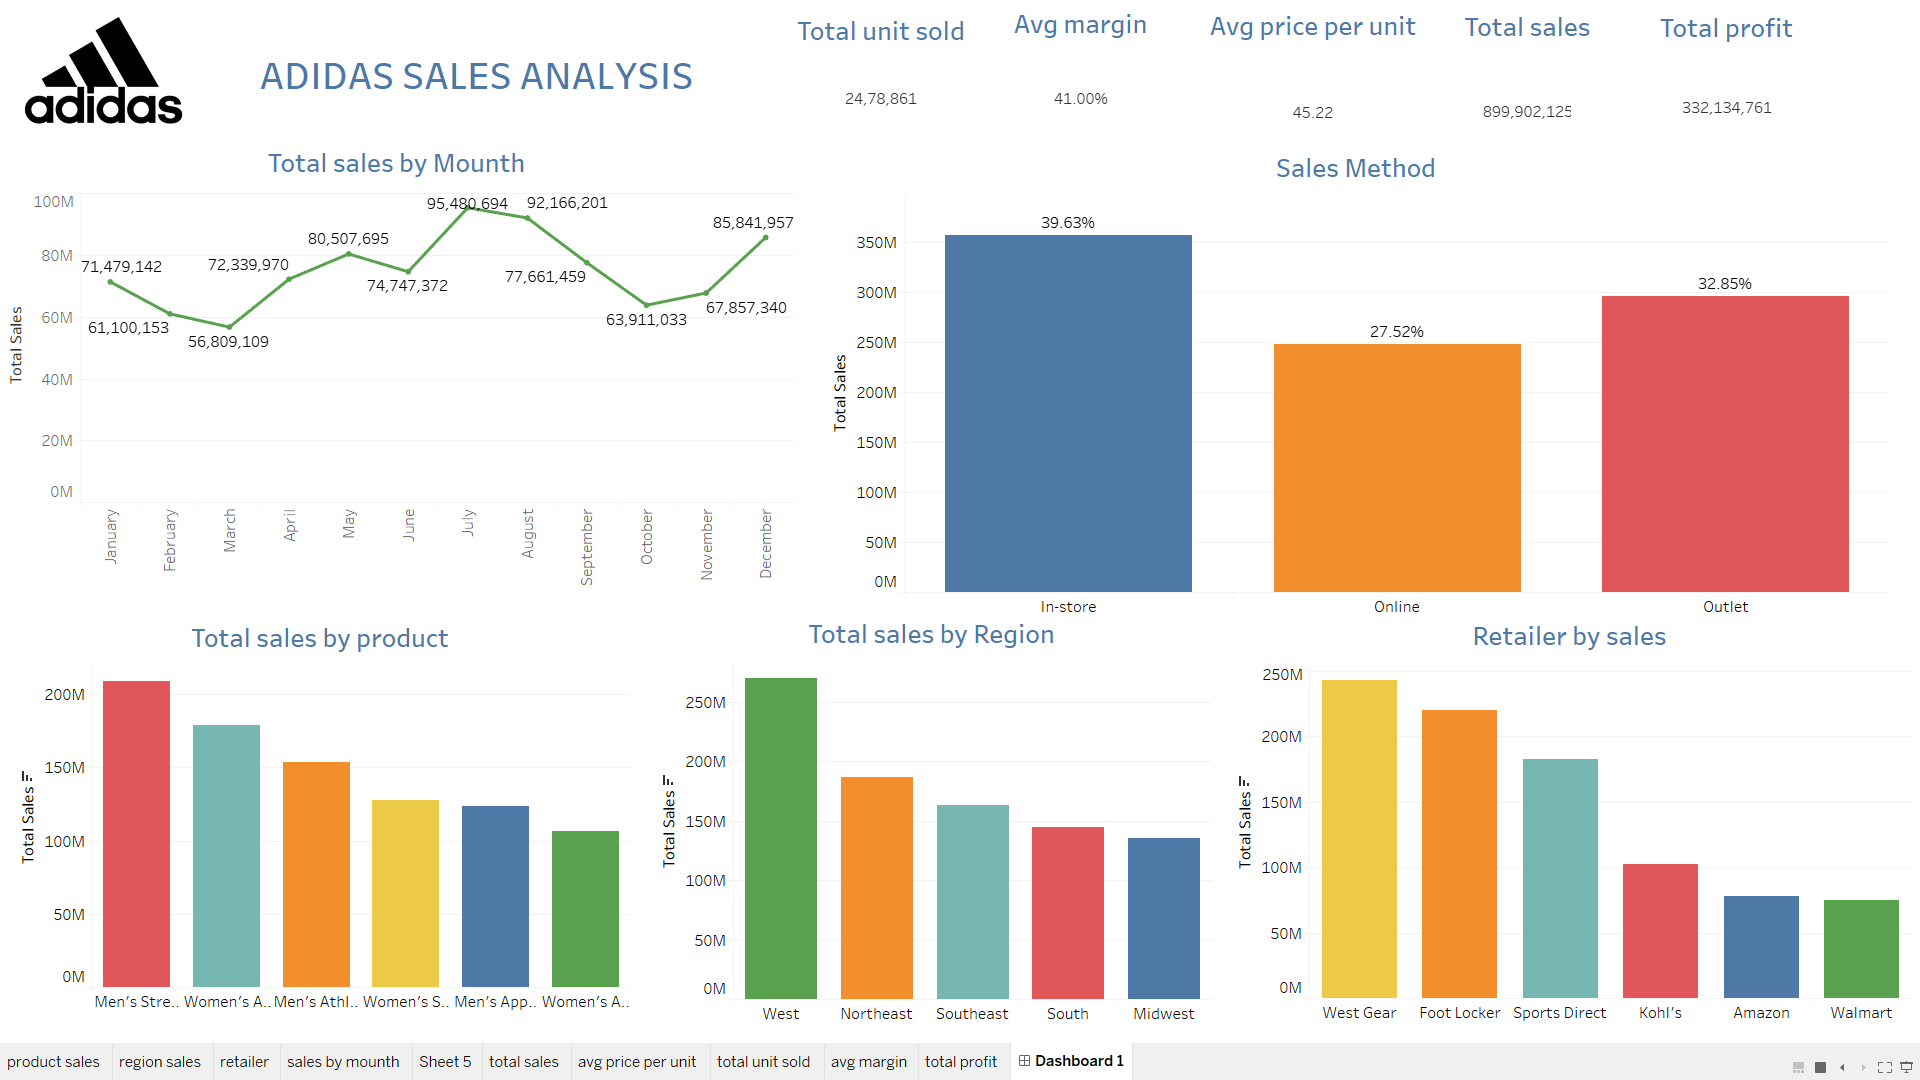 adidas
ADIDAS SALES ANALYSIS
Total unit sold
24,78,861
Avg margin
41.00%
Avg price per unit
45.22
Total sales
899,902,125
Total profit
332,134,761
Total sales by Mounth
Total Sales
100M
80M
60M
40M
20M
0M
71,479,142
61,100,153
56,809,109
72,339,970
80,507,695
74,747,372
95,480,694
92,166,201
77,661,459
63,911,033
67,857,340
85,841,957
January
February
March
April
May
June
July
August
September
October
November
December
Sales Method
Total Sales
350M
300M
250M
200M
150M
100M
50M
0M
39.63%
27.52%
32.85%
In-store
Online
Outlet
Total sales by product
Total Sales
200M
150M
100M
50M
0M
Men's Stre..
Women's A..
Men's Athl..
Women's S..
Men's App..
Women's A..
Total sales by Region
Total Sales
250M
200M
150M
100M
50M
0M
West
Northeast
Southeast
South
Midwest
Retailer by sales
Total Sales
250M
200M
150M
100M
50M
0M
West Gear
Foot Locker
Sports Direct
Kohl's
Amazon
Walmart
product sales
region sales
retailer
sales by mounth
Sheet 5
total sales
avg price per unit
total unit sold
avg margin
total profit
Dashboard 1